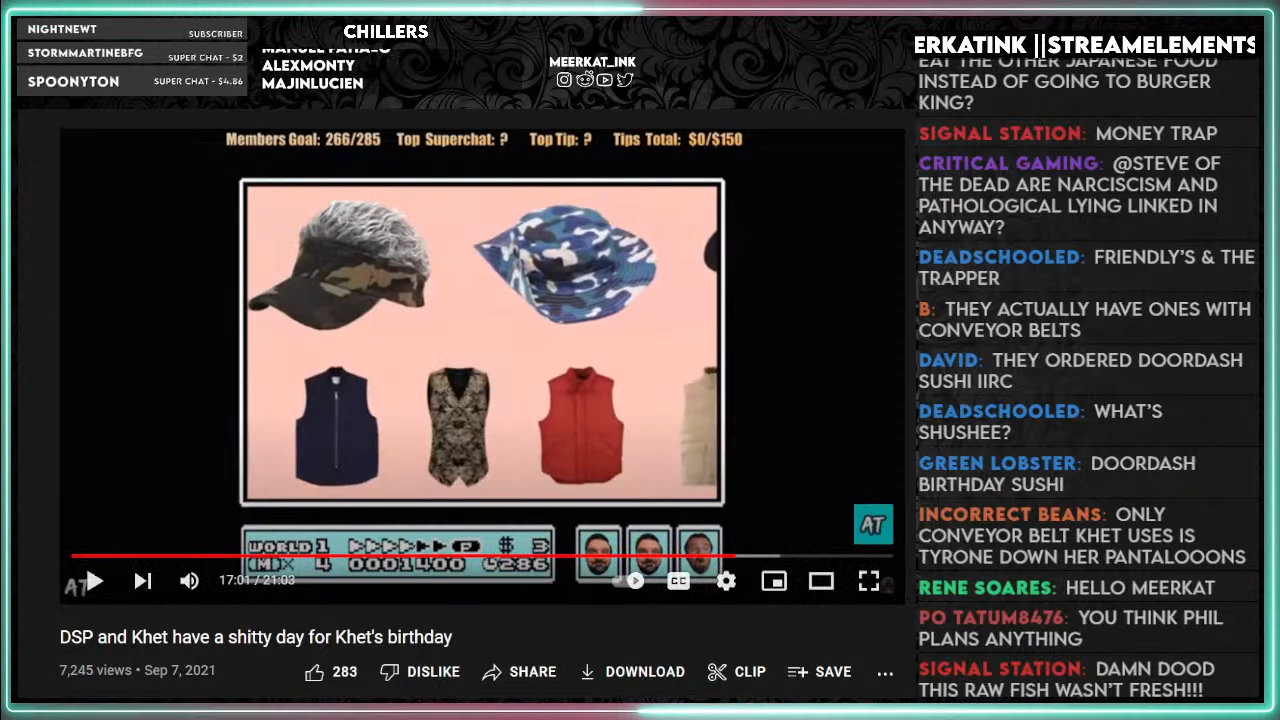 NIGHTNEWT SUBSCRIBER
STORMMARTINEBFG SUPER CHAT - $2
SPOONYTON SUPER CHAT - $4.86
CHILLERS
ALEXMONTY
MAJINLUCIEN
MEERKAT_INK
ERKATINK ||STREAMELEMENTS
EAT THE OTHER JAPANESE FOOD
INSTEAD OF GOING TO BURGER
KING?
SIGNAL STATION: MONEY TRAP
CRITICAL GAMING: @STEVE OF
THE DEAD ARE NARCISCISM AND
PATHOLOGICAL LYING LINKED IN
ANYWAY?
DEADSCHOOLED: FRIENDLY'S & THE
TRAPPER
B: THEY ACTUALLY HAVE ONES WITH
CONVEYOR BELTS
DAVID: THEY ORDERED DOORDASH
SUSHI IIRC
DEADSCHOOLED: WHAT'S
SHUSHEE?
GREEN LOBSTER: DOORDASH
BIRTHDAY SUSHI
INCORRECT BEANS: ONLY
CONVEYOR BELT KHET USES IS
TYRONE DOWN HER PANTALOOONS
RENE SOARES: HELLO MEERKAT
PO TATUM8476: YOU THINK PHIL
PLANS ANYTHING
SIGNAL STATION: DAMN DOOD
THIS RAW FISH WASN'T FRESH!!!
Members Goal: 266/285 Top Superchat: ? Top Tip: ? Tips Total: $0/$150
AT
WORLD 1 P $ 3
4 0001400 286
AT
17:01 / 21:03
CC
DSP and Khet have a shitty day for Khet's birthday
7,245 views • Sep 7, 2021
283 DISLIKE SHARE DOWNLOAD CLIP SAVE ...